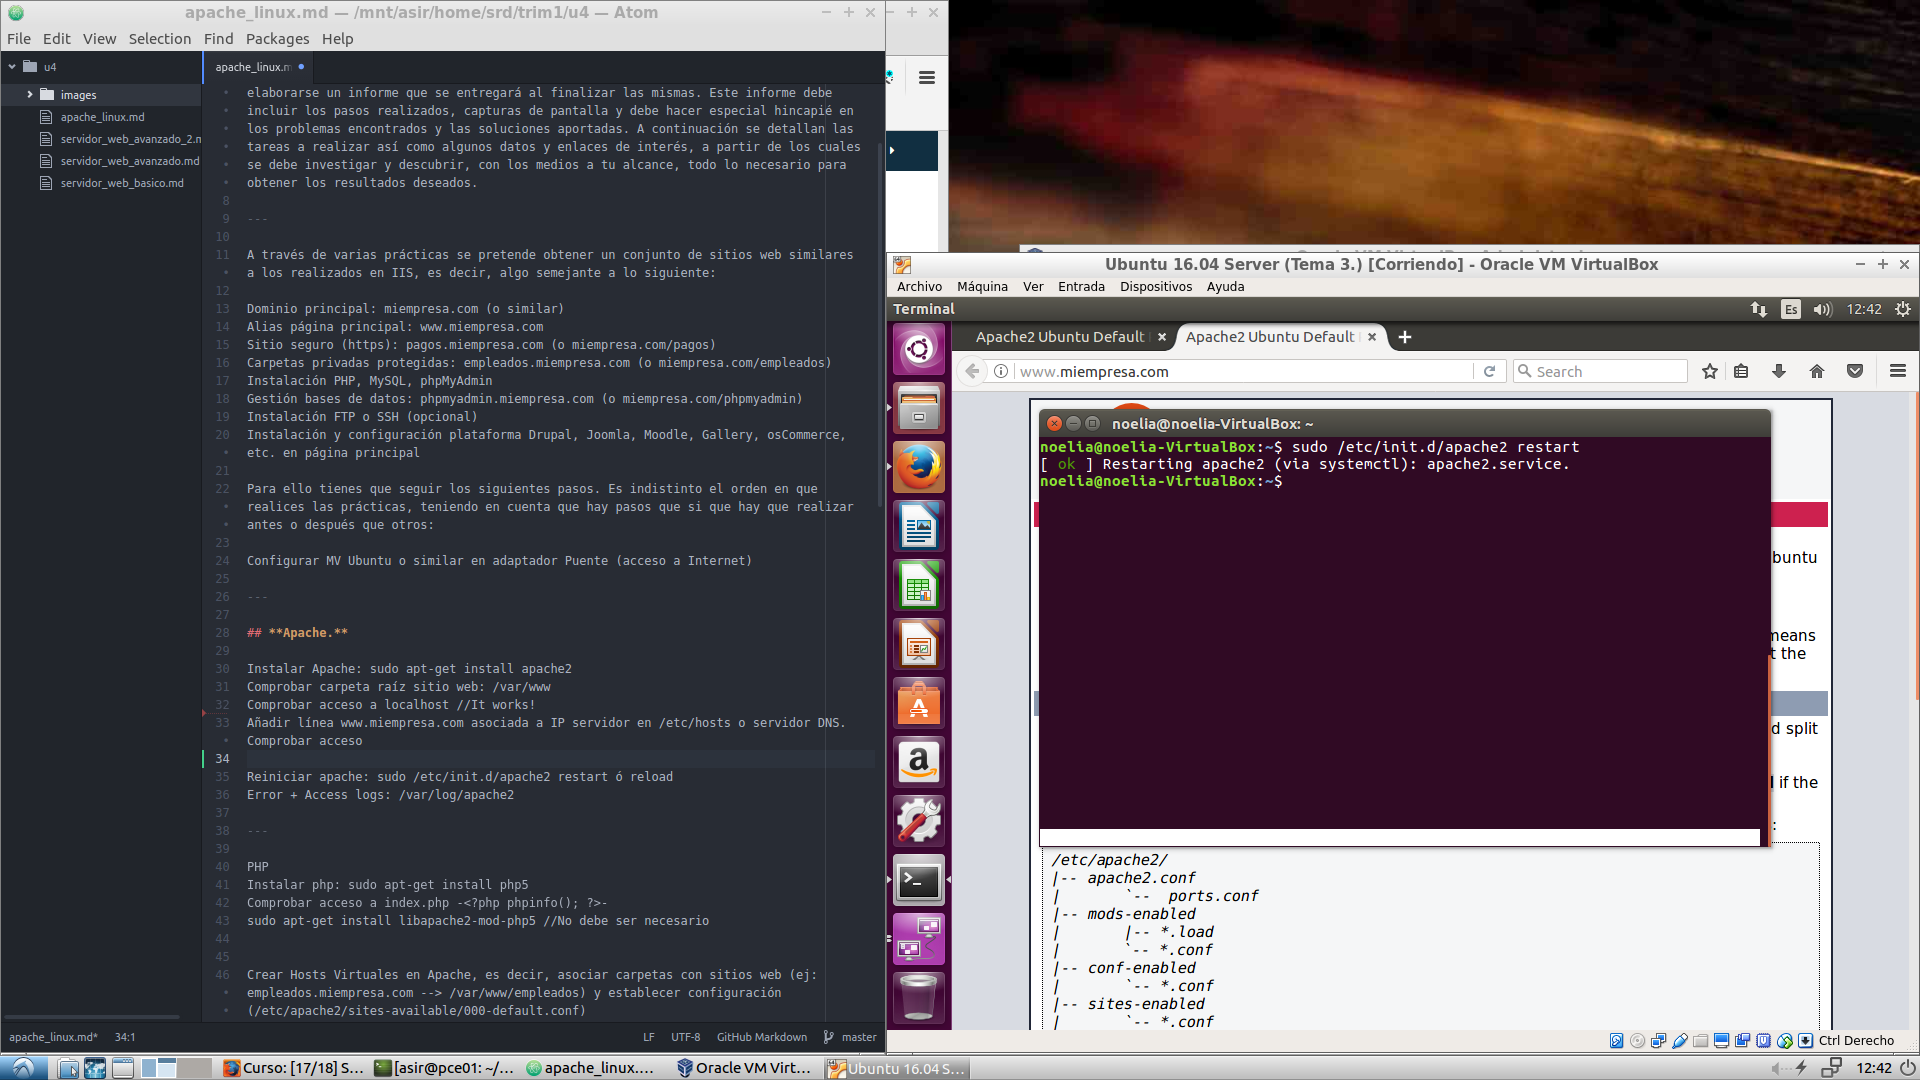 apache_linux.md — /mnt/asir/home/srd/trim1/u4 — Atom
File Edit View Selection Find Packages Help
u4
images
apache_linux.md
servidor_web_avanzado_2.m
servidor_web_avanzado.md
servidor_web_basico.md
apache_linux.m
elaborarse un informe que se entregará al finalizar las mismas. Este informe debe
incluir los pasos realizados, capturas de pantalla y debe hacer especial hincapié en
los problemas encontrados y las soluciones aportadas. A continuación se detallan las
tareas a realizar así como algunos datos y enlaces de interés, a partir de los cuales
se debe investigar y descubrir, con los medios a tu alcance, todo lo necesario para
obtener los resultados deseados.
8
9 ---
10
11 A través de varias prácticas se pretende obtener un conjunto de sitios web similares
a los realizados en IIS, es decir, algo semejante a lo siguiente:
12
13 Dominio principal: miempresa.com (o similar)
14 Alias página principal: www.miempresa.com
15 Sitio seguro (https): pagos.miempresa.com (o miempresa.com/pagos)
16 Carpetas privadas protegidas: empleados.miempresa.com (o miempresa.com/empleados)
17 Instalación PHP, MySQL, phpMyAdmin
18 Gestión bases de datos: phpmyadmin.miempresa.com (o miempresa.com/phpmyadmin)
19 Instalación FTP o SSH (opcional)
20 Instalación y configuración plataforma Drupal, Joomla, Moodle, Gallery, osCommerce,
etc. en página principal
21
22 Para ello tienes que seguir los siguientes pasos. Es indistinto el orden en que
realices las prácticas, teniendo en cuenta que hay pasos que si que hay que realizar
antes o después que otros:
23
24 Configurar MV Ubuntu o similar en adaptador Puente (acceso a Internet)
25
26 ---
27
28 ## **Apache.**
29
30 Instalar Apache: sudo apt-get install apache2
31 Comprobar carpeta raíz sitio web: /var/www
32 Comprobar acceso a localhost //It works!
33 Añadir línea www.miempresa.com asociada a IP servidor en /etc/hosts o servidor DNS.
Comprobar acceso
34
35 Reiniciar apache: sudo /etc/init.d/apache2 restart ó reload
36 Error + Access logs: /var/log/apache2
37
38 ---
39
40 PHP
41 Instalar php: sudo apt-get install php5
42 Comprobar acceso a index.php -<?php phpinfo(); ?>-
43 sudo apt-get install libapache2-mod-php5 //No debe ser necesario
44
45
46 Crear Hosts Virtuales en Apache, es decir, asociar carpetas con sitios web (ej:
empleados.miempresa.com --> /var/www/empleados) y establecer configuración
(/etc/apache2/sites-available/000-default.conf)
apache_linux.md* 34:1 LF UTF-8 GitHub Markdown master
Ubuntu 16.04 Server (Tema 3.) [Corriendo] - Oracle VM VirtualBox
Archivo Máquina Ver Entrada Dispositivos Ayuda
Terminal Es 12:42
Apache2 Ubuntu Default Apache2 Ubuntu Default
www.miempresa.com Search
noelia@noelia-VirtualBox: ~
noelia@noelia-VirtualBox:~$ sudo /etc/init.d/apache2 restart
[ ok ] Restarting apache2 (via systemctl): apache2.service.
noelia@noelia-VirtualBox:~$
buntu
means
t the
d split
if the
:
/etc/apache2/
|-- apache2.conf
| `-- ports.conf
|-- mods-enabled
| |-- *.load
| `-- *.conf
|-- conf-enabled
| `-- *.conf
|-- sites-enabled
| `-- *.conf
Ctrl Derecho
Curso: [17/18] S... [asir@pce01: ~/... apache_linux.... Oracle VM Virt... Ubuntu 16.04 S... 12:42